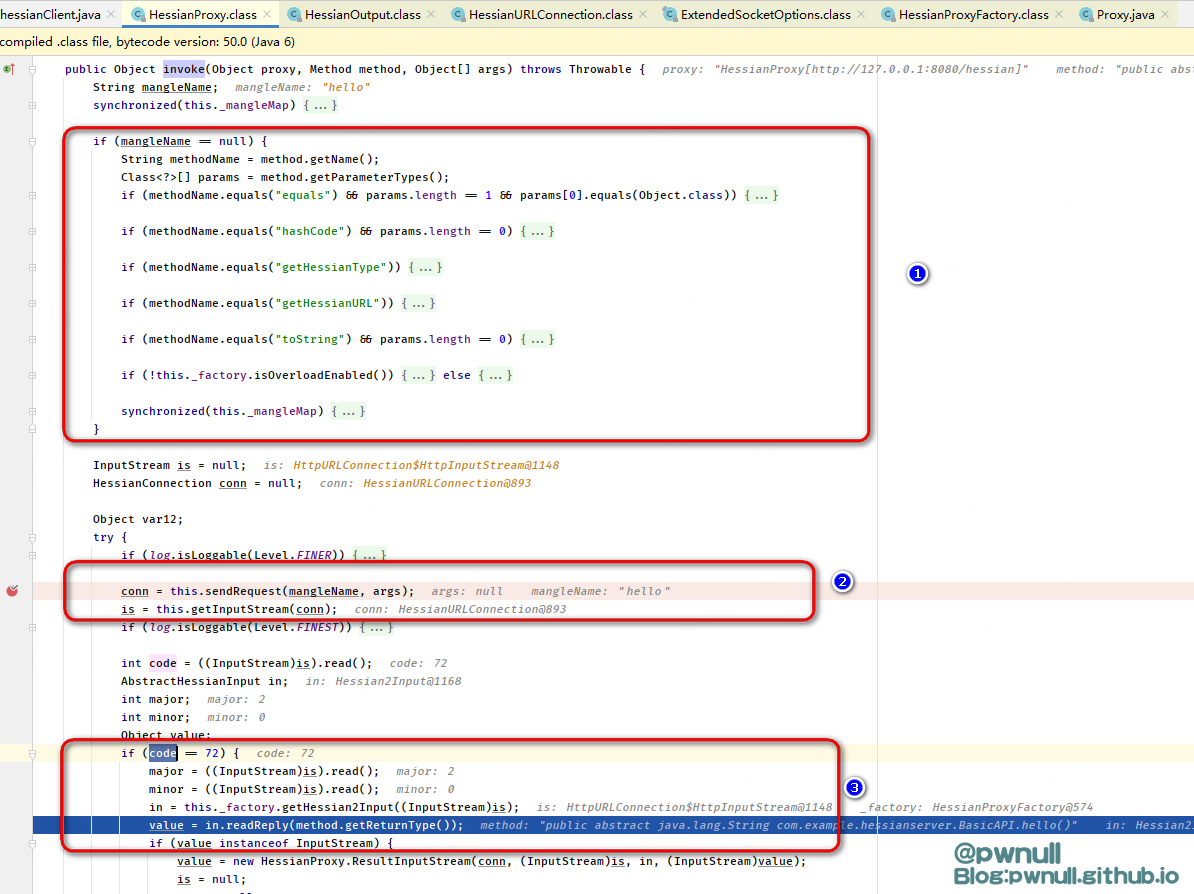 hessianClient.java × HessianProxy.class × HessianOutput.class × HessianURLConnection.class × ExtendedSocketOptions.class × HessianProxyFactory.class × Proxy.java ×
compiled .class file, bytecode version: 50.0 (Java 6)
public Object invoke(Object proxy, Method method, Object[] args) throws Throwable { proxy: "HessianProxy[http://127.0.0.1:8080/hessian]" method: "public abst
String mangleName; mangleName: "hello"
synchronized(this._mangleMap) {...}
if (mangleName == null) {
String methodName = method.getName();
Class<?>[] params = method.getParameterTypes();
if (methodName.equals("equals") && params.length == 1 && params[0].equals(Object.class)) {...}
if (methodName.equals("hashCode") && params.length == 0) {...}
if (methodName.equals("getHessianType")) {...}
1
if (methodName.equals("getHessianURL")) {...}
if (methodName.equals("toString") && params.length == 0) {...}
if (!this._factory.isOverloadEnabled()) {...} else {...}
synchronized(this._mangleMap) {...}
}
InputStream is = null; is: HttpURLConnection$HttpInputStream@1148
HessianConnection conn = null; conn: HessianURLConnection@893
Object var12;
try {
if (log.isLoggable(Level.FINER)) {...}
2
conn = this.sendRequest(mangleName, args); args: null mangleName: "hello"
is = this.getInputStream(conn); conn: HessianURLConnection@893
if (log.isLoggable(Level.FINEST)) {...}
int code = ((InputStream)is).read(); code: 72
AbstractHessianInput in; in: Hessian2Input@1168
int major; major: 2
int minor; minor: 0
Object value;
if (code == 72) { code: 72
major = ((InputStream)is).read(); major: 2
3
minor = ((InputStream)is).read(); minor: 0
in = this._factory.getHessian2Input((InputStream)is); is: HttpURLConnection$HttpInputStream@1148 _factory: HessianProxyFactory@574
value = in.readReply(method.getReturnType()); method: "public abstract java.lang.String com.example.hessianserver.BasicAPI.hello()" in: Hessian2
if (value instanceof InputStream) {
value = new HessianProxy.ResultInputStream(conn, (InputStream)is, in, (InputStream)value);
is = null;
@pwnull
Blog:pwnull.github.io